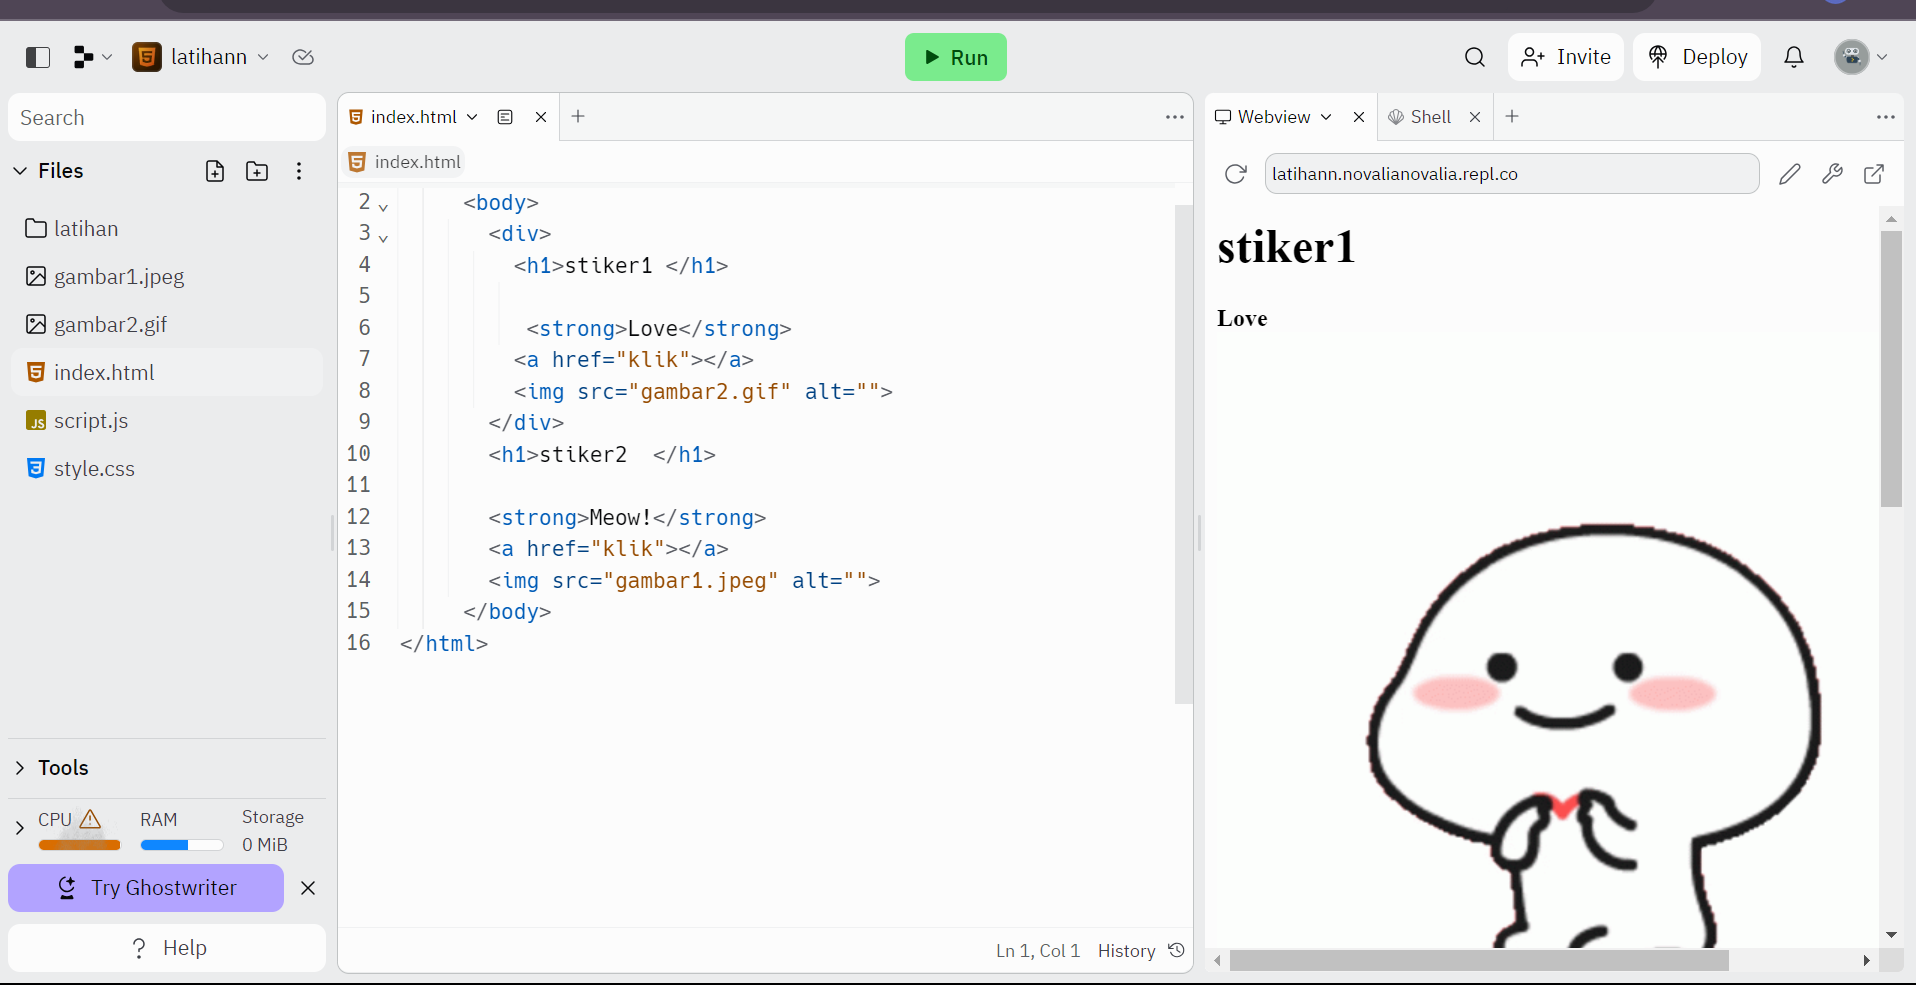 latihann
Run
Invite
Deploy
Search
Files
latihan
gambar1.jpeg
gambar2.gif
index.html
script.js
style.css
Tools
CPU RAM Storage
0 MiB
Try Ghostwriter
? Help
index.html
index.html
2 <body>
3 <div>
4 <h1>stiker1 </h1>
5
6 <strong>Love</strong>
7 <a href="klik"></a>
8 <img src="gambar2.gif" alt="">
9 </div>
10 <h1>stiker2  </h1>
11
12 <strong>Meow!</strong>
13 <a href="klik"></a>
14 <img src="gambar1.jpeg" alt="">
15 </body>
16 </html>
Ln 1, Col 1 History
Webview Shell
latihann.novalianovalia.repl.co
stiker1
Love